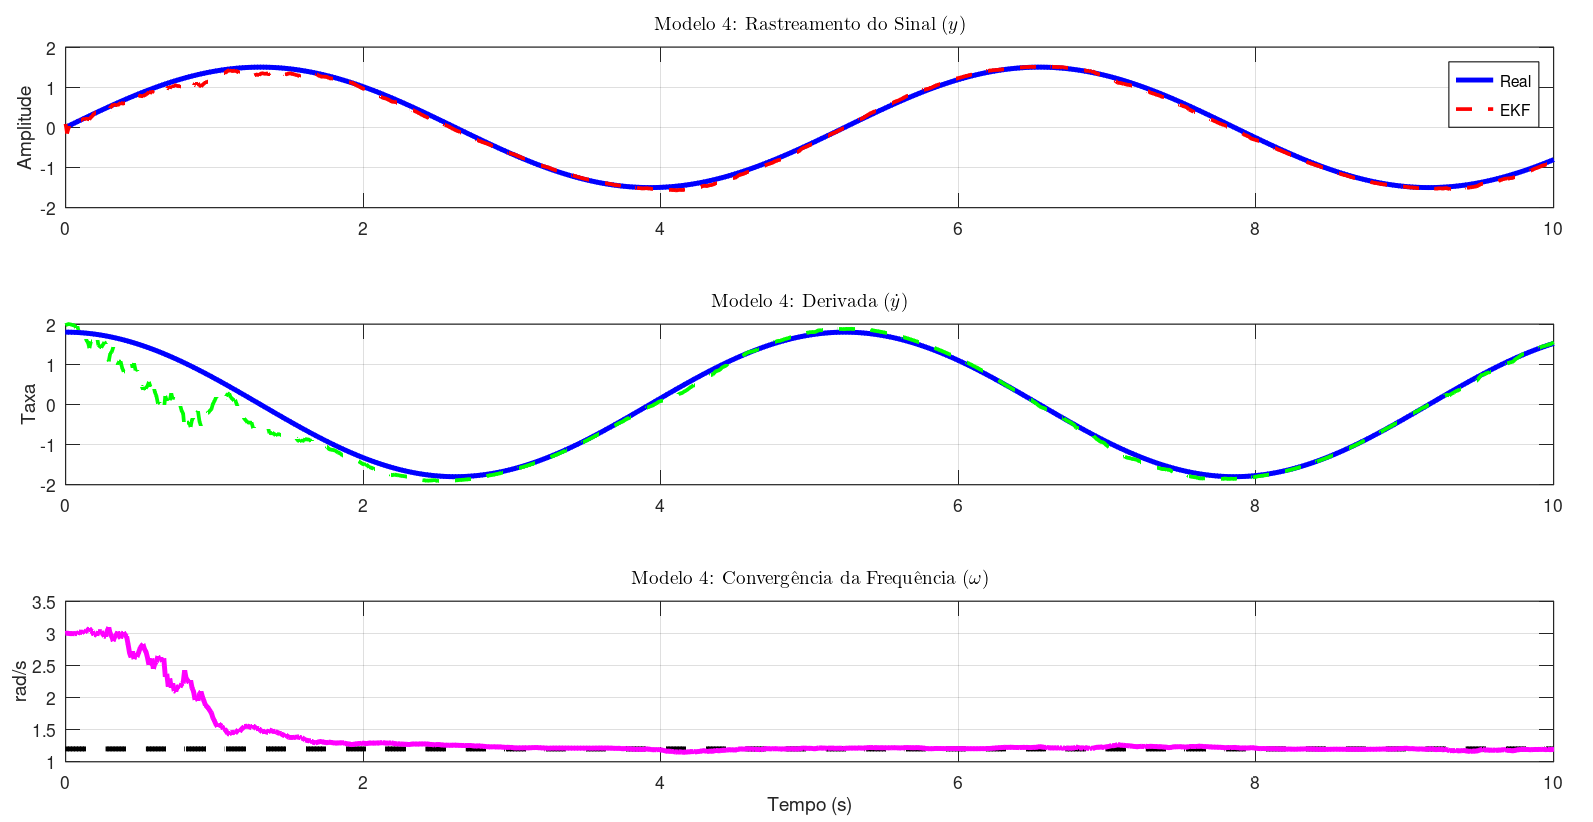 Modelo 4: Rastreamento do Sinal (y)
Amplitude
2
1
0
-1
-2
Real
EKF
0 2 4 6 8 10
Modelo 4: Derivada (ẏ)
Taxa
2
1
0
-1
-2
0 2 4 6 8 10
Modelo 4: Convergência da Frequência (ω)
rad/s
3.5
3
2.5
2
1.5
1
0 2 4 6 8 10
Tempo (s)